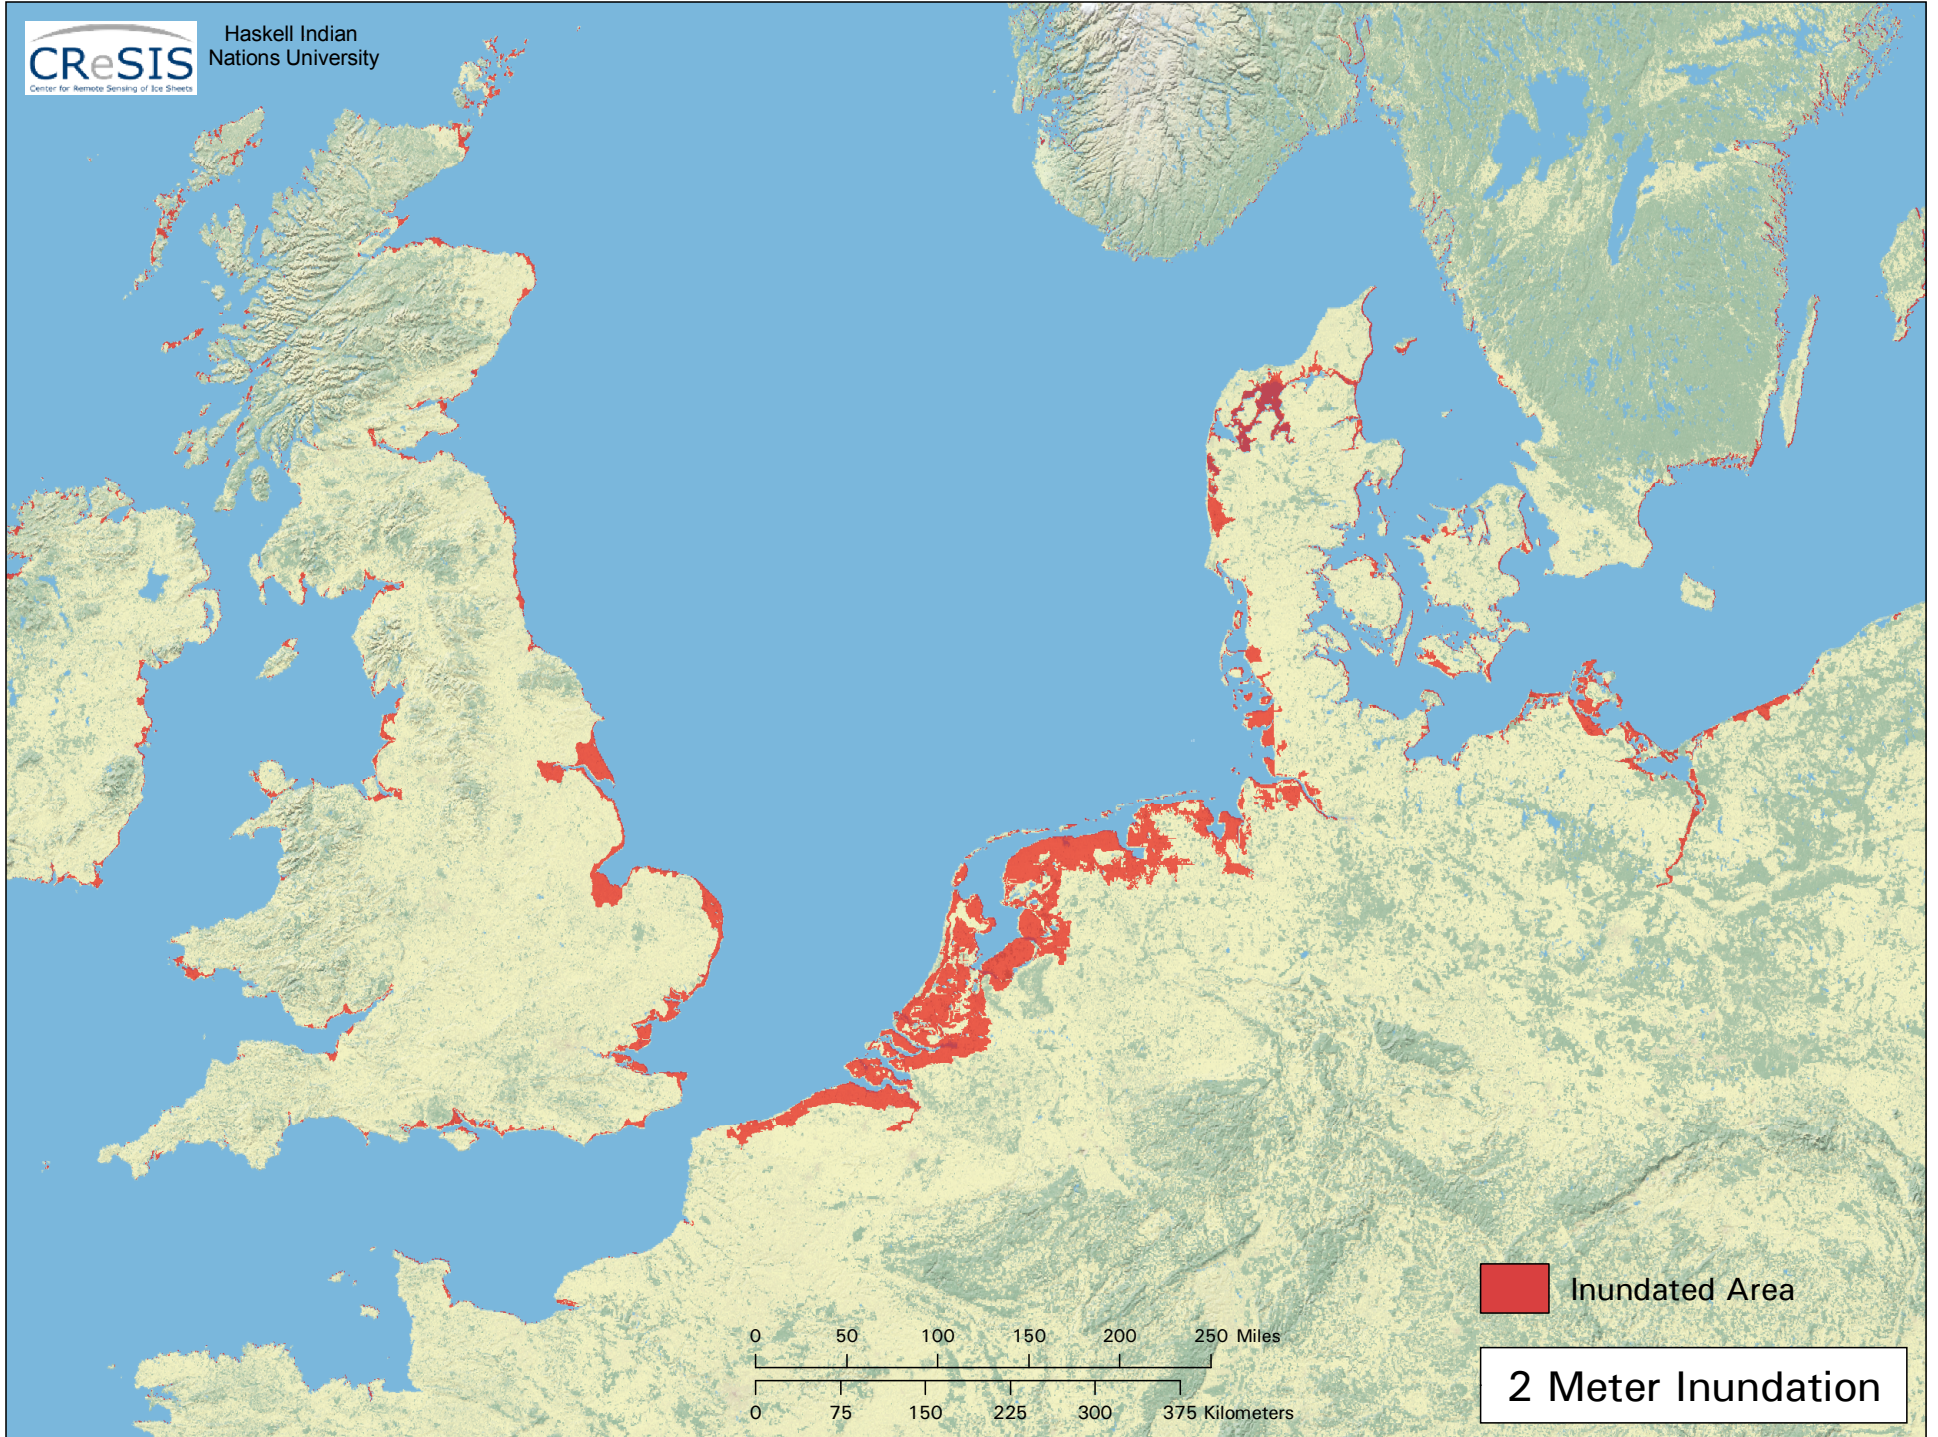 CReSIS
Center for Remote Sensing of Ice Sheets
Haskell Indian
Nations University
Inundated Area
0 50 100 150 200 250 Miles
0 75 150 225 300 375 Kilometers
2 Meter Inundation